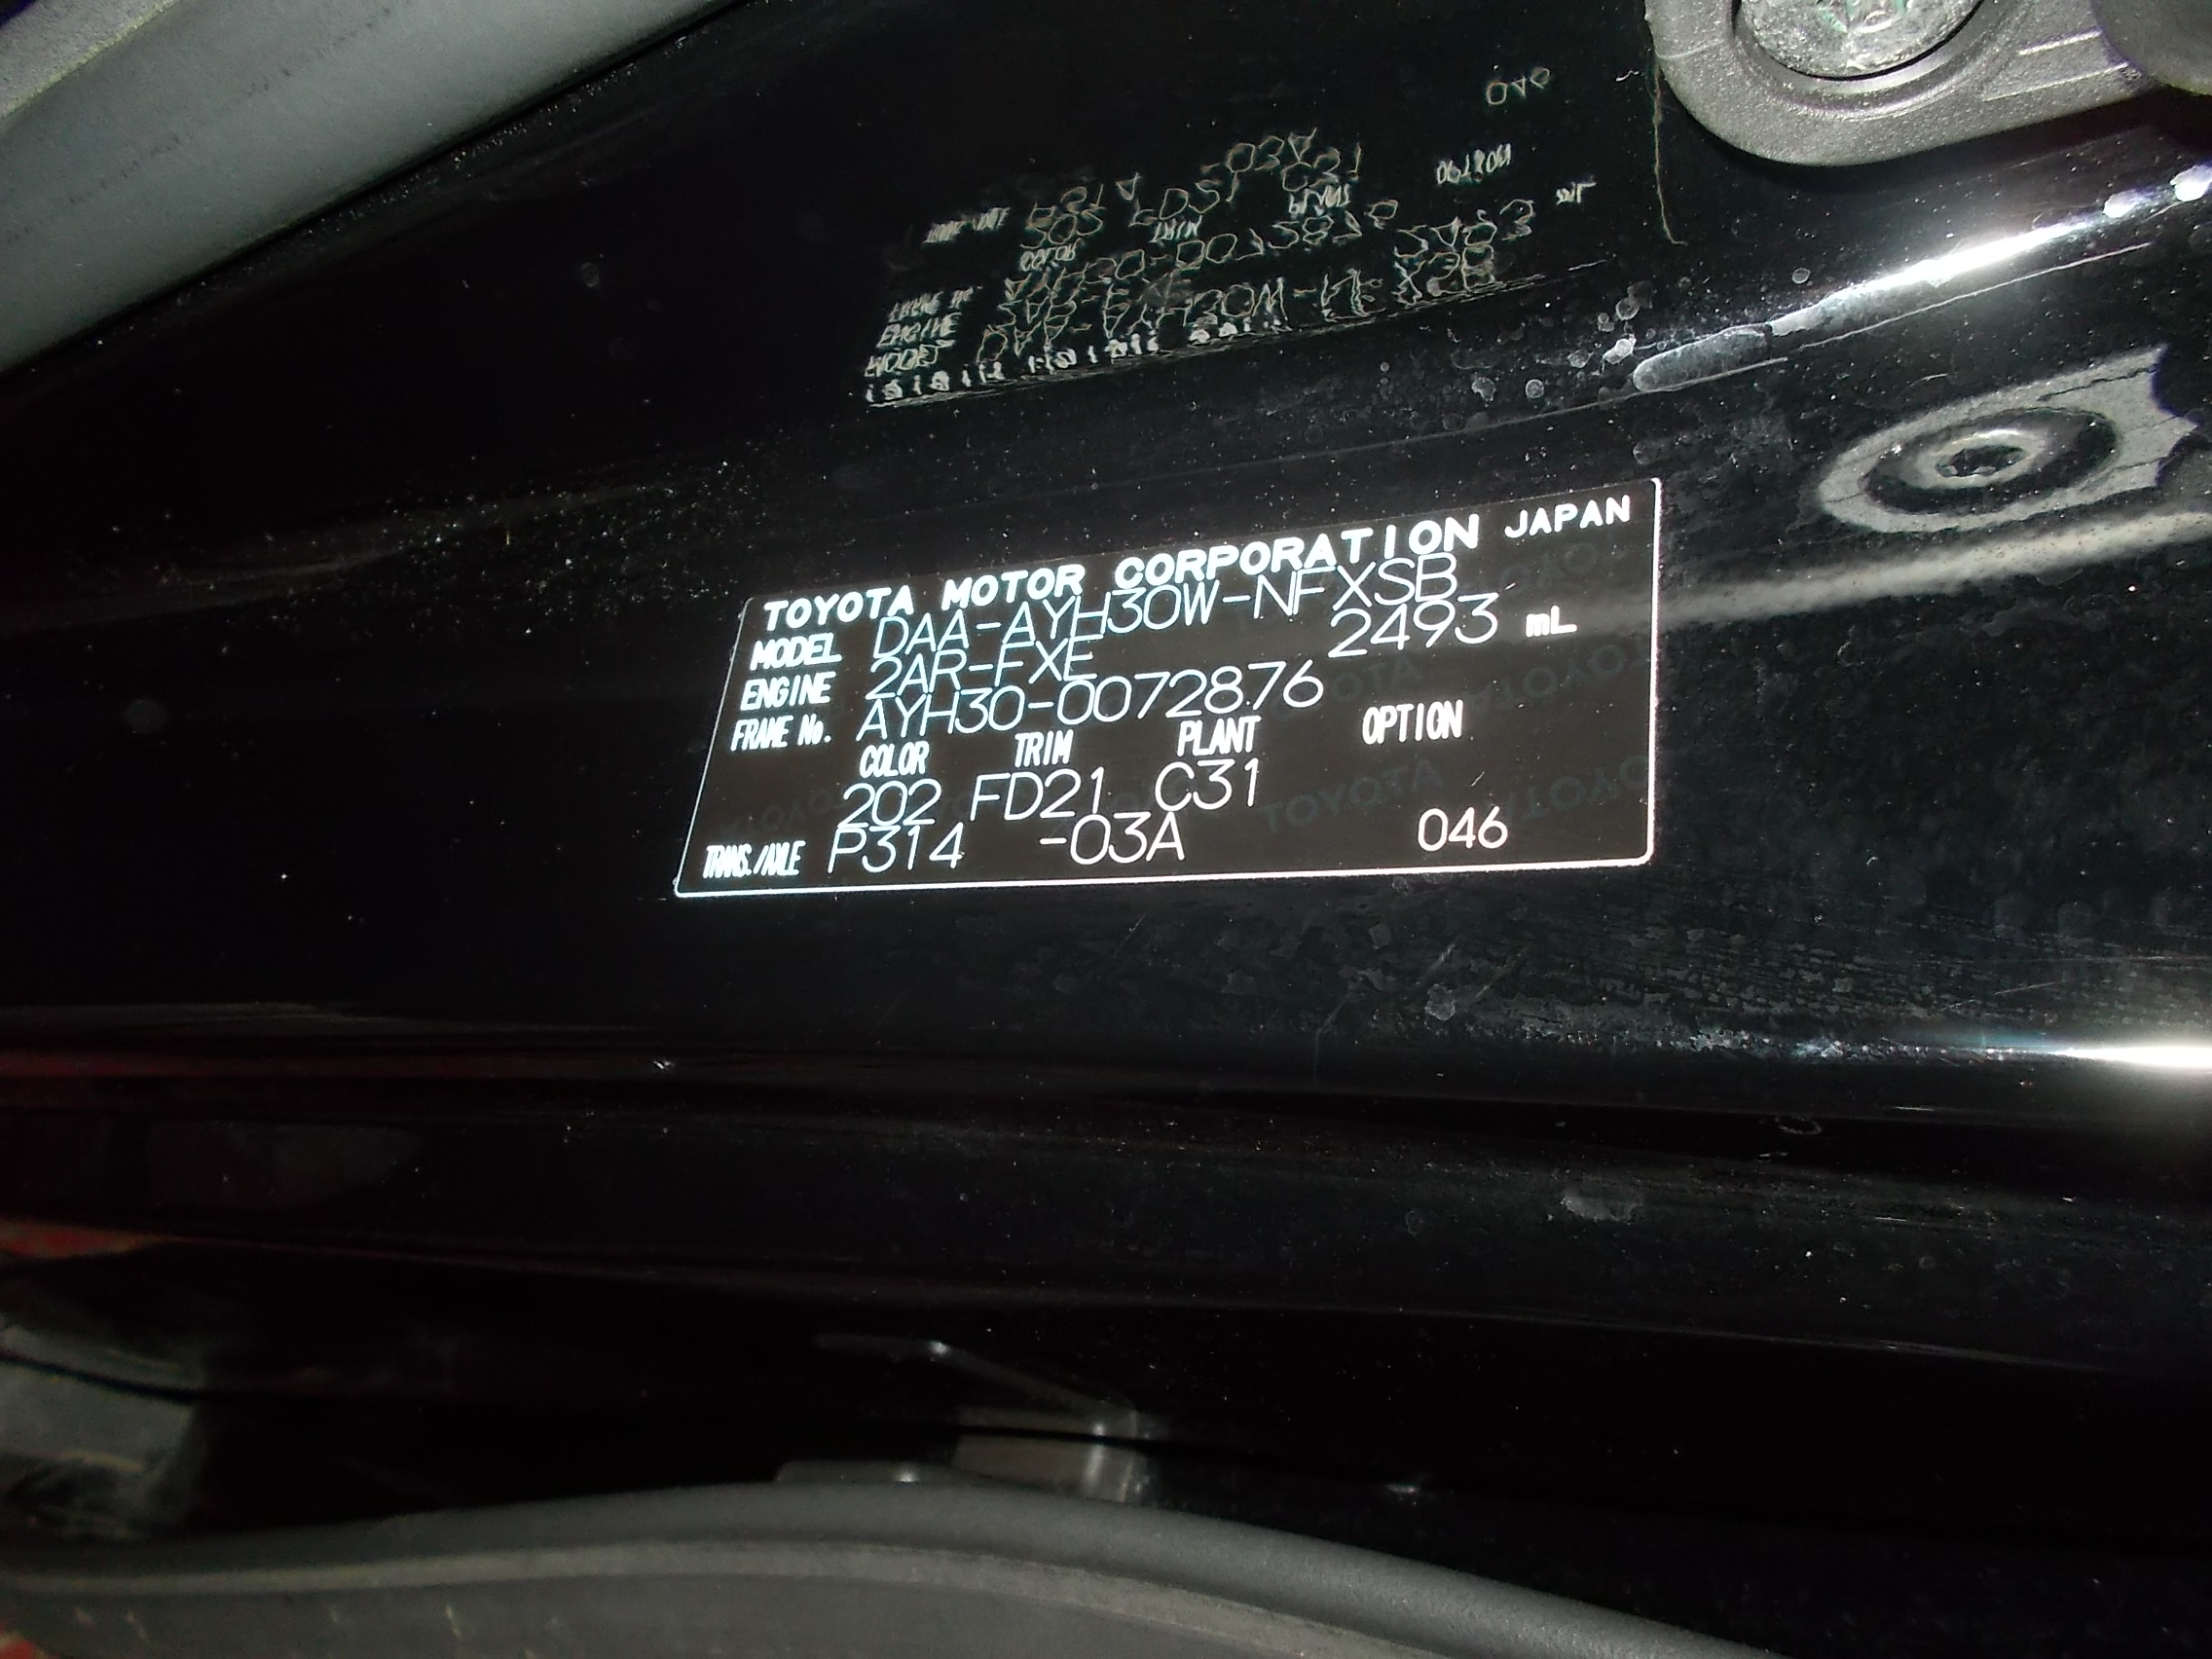 TOYOTA MOTOR CORPORATION JAPAN
MODEL DAA-AYH30W-NFXSB
ENGINE 2AR-FXE 2493 mL
FRAME No. AYH30-0072876
COLOR TRIM PLANT OPTION
202 FD21 C31
TRANS./AXLE P314 -03A 046